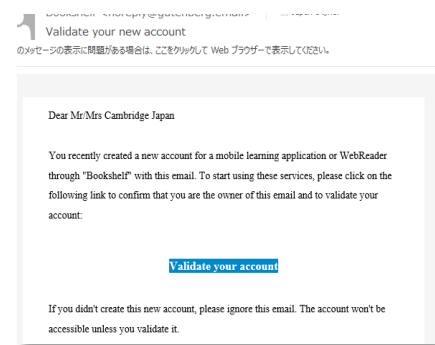 Validate your new account
のメッセージの表示に問題がある場合は、ここをクリックして Web ブラウザーで表示してください。
Dear Mr/Mrs Cambridge Japan
You recently created a new account for a mobile learning application or WebReader
through "Bookshelf" with this email. To start using these services, please click on the
following link to confirm that you are the owner of this email and to validate your
account:
Validate your account
If you didn't create this new account, please ignore this email. The account won't be
accessible unless you validate it.